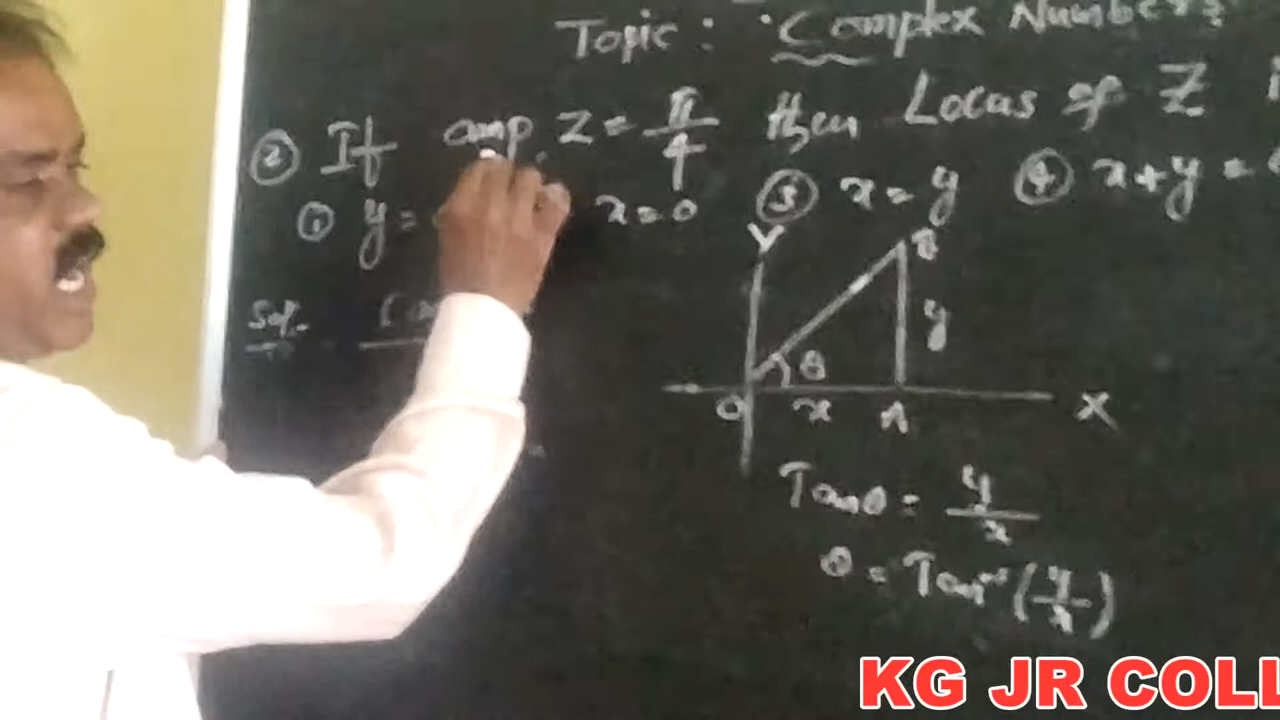 Topic: Complex Numbers:
② If amp z = π/4 then Locus of Z
① y = x = 0 ③ x = y ④ x + y =
Sol.
Y
B
y
θ
O x A X
Tanθ = y/x
θ = Tan⁻¹(y/x)
KG JR COLL